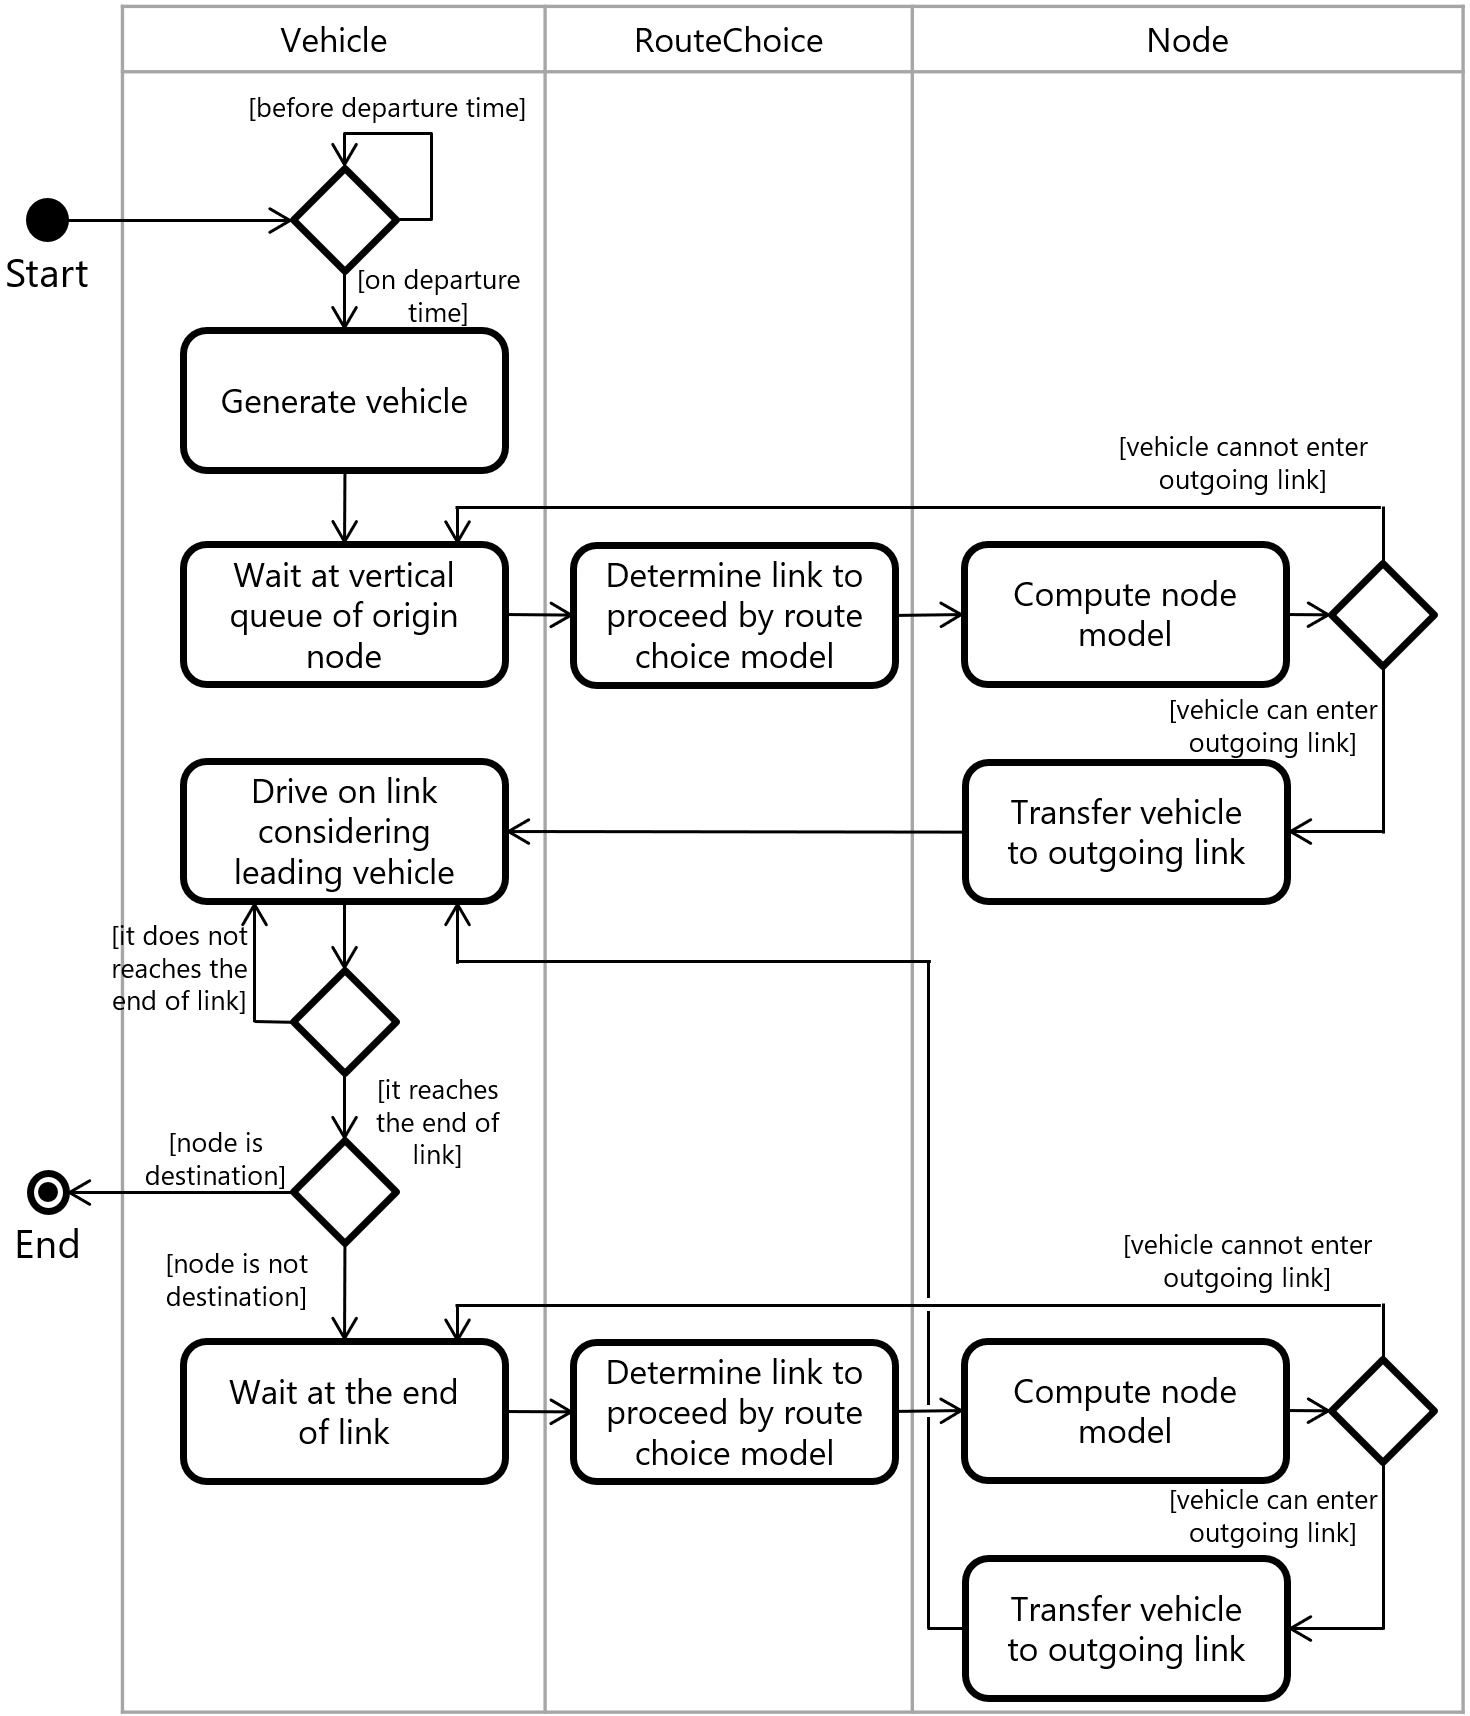 Vehicle
RouteChoice
Node
[before departure time]
Start
[on departure
time]
Generate vehicle
[vehicle cannot enter
outgoing link]
Wait at vertical
queue of origin
node
Determine link to
proceed by route
choice model
Compute node
model
[vehicle can enter
outgoing link]
Drive on link
considering
leading vehicle
Transfer vehicle
to outgoing link
[it does not
reaches the
end of link]
[it reaches
the end of
link]
[node is
destination]
End
[node is not
destination]
[vehicle cannot enter
outgoing link]
Wait at the end
of link
Determine link to
proceed by route
choice model
Compute node
model
[vehicle can enter
outgoing link]
Transfer vehicle
to outgoing link